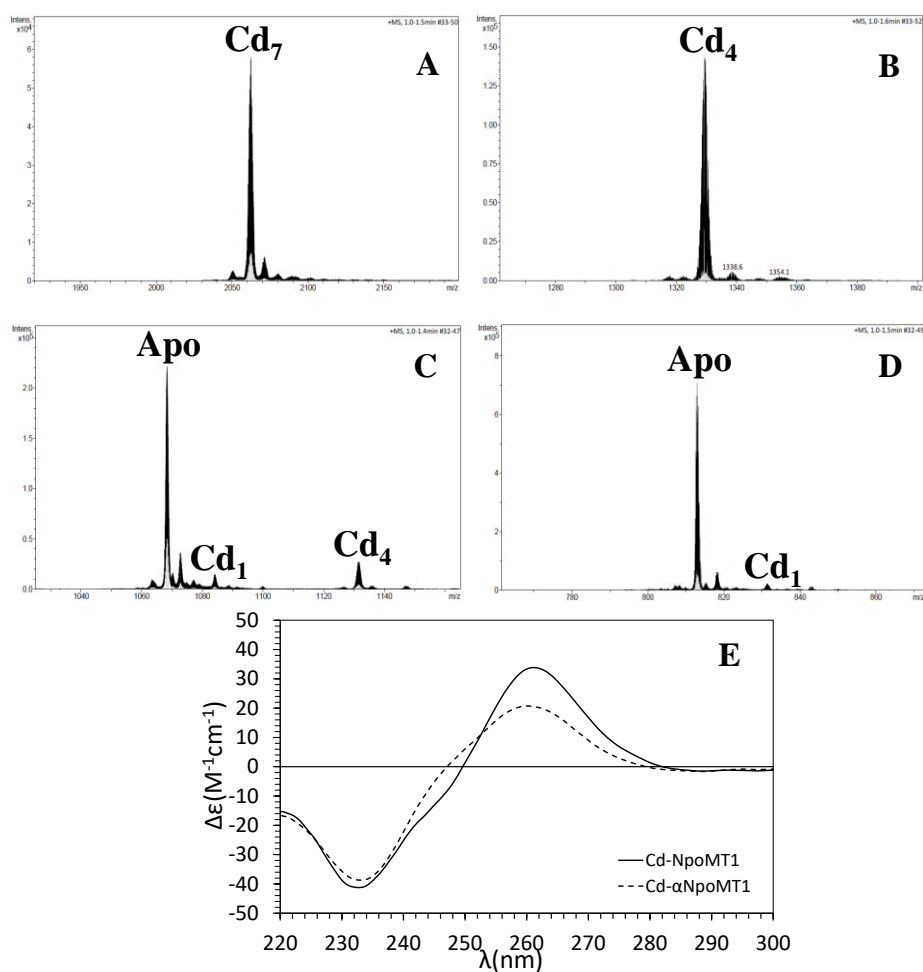 Intens.
x10⁴
+MS, 1.0-1.5min #33-50
Cd₇
A
6
5
4
3
2
1
0
1950
2000
2050
2100
2150
m/z
Intens.
x10⁵
+MS, 1.0-1.6min #33-52
Cd₄
B
1.50
1.25
1.00
0.75
0.50
0.25
0.00
1338.6
1354.1
1280
1300
1320
1340
1360
1380
m/z
Intens.
x10⁵
+MS, 1.0-1.4min #32-47
Apo
C
2.0
1.5
1.0
0.5
0.0
Cd₁
Cd₄
1040
1060
1080
1100
1120
1140
m/z
Intens.
x10⁵
+MS, 1.0-1.5min #32-49
Apo
D
8
6
4
2
0
Cd₁
780
800
820
840
860
m/z
E
50
40
30
20
10
0
-10
-20
-30
-40
-50
Δε(M⁻¹cm⁻¹)
Cd-NpoMT1
Cd-αNpoMT1
220 230 240 250 260 270 280 290 300
λ(nm)